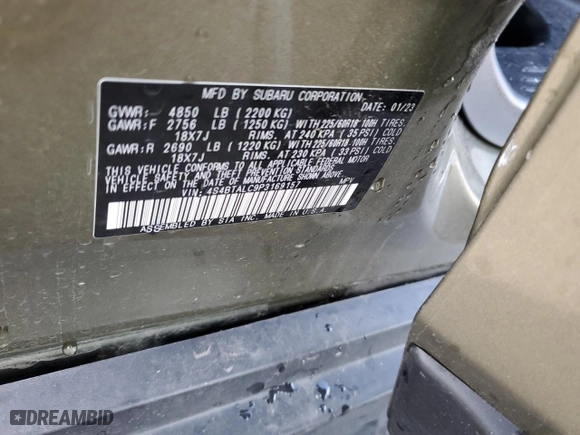 MFD BY SUBARU CORPORATION
DATE: 01/23
GVWR: 4850 LB ( 2200 KG)
GAWR:F 2756 LB ( 1250 KG) WITH 225/60R18 100H TIRES
18X7J RIMS. AT 240 KPA ( 35 PSI) COLD
GAWR:R 2690 LB ( 1220 KG) WITH 225/60R18 100H TIRES
18X7J RIMS. AT 230 KPA ( 33 PSI) COLD
THIS VEHICLE CONFORMS TO ALL APPLICABLE FEDERAL MOTOR
VEHICLE SAFETY AND THEFT PREVENTION STANDARDS IN
EFFECT ON THE DATE OF MANUFACTURE SHOWN ABOVE.
VIN: 4S4BTALC9P3169157 MPV
ASSEMBLED BY SIA INC. MADE IN U.S.A.
DREAMBID